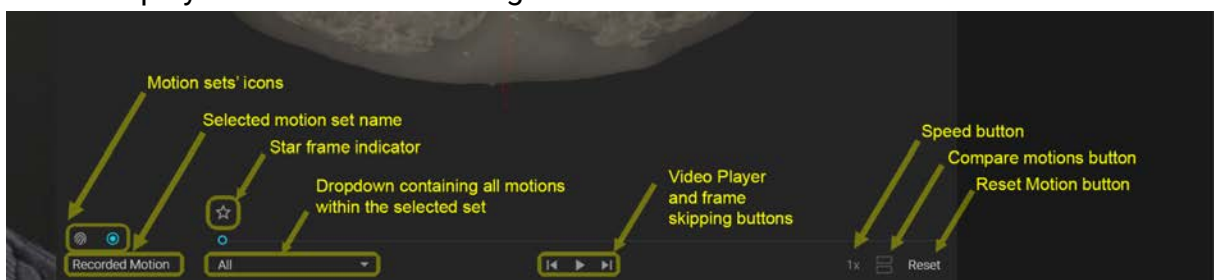 Motion sets' icons
Selected motion set name
Star frame indicator
Dropdown containing all motions
within the selected set
Video Player
and frame
skipping buttons
Speed button
Compare motions button
Reset Motion button
Recorded Motion
All
1x
Reset